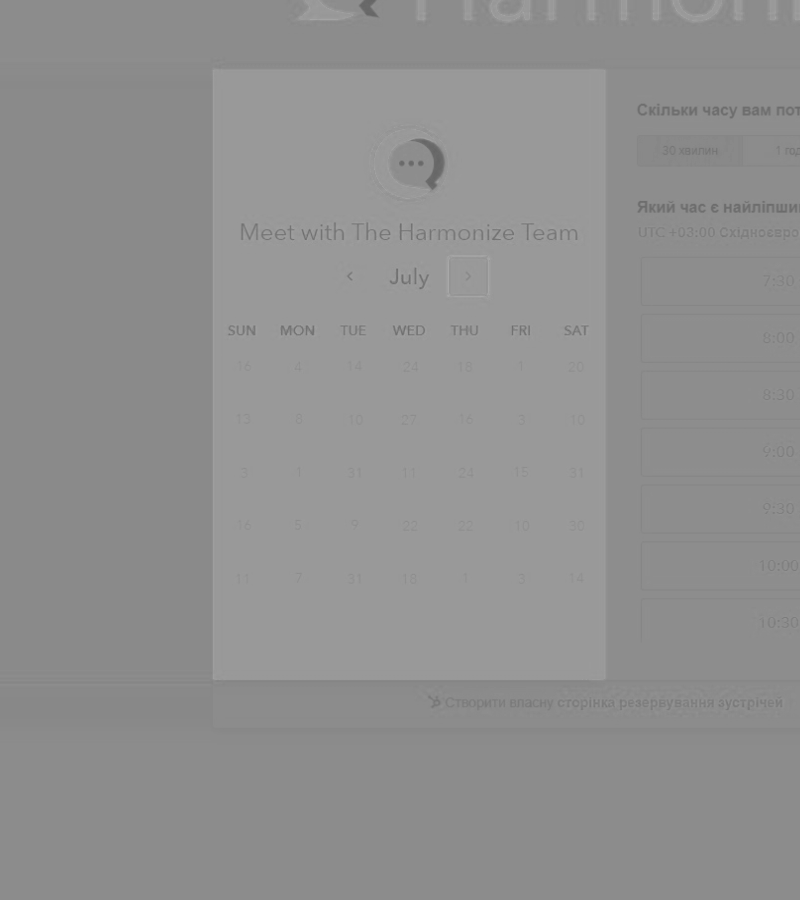 Harmoni
Meet with The Harmonize Team
July
SUN MON TUE WED THU FRI SAT
16 4 14 24 18 1 20
13 8 10 27 16 3 10
3 1 31 11 24 15 31
16 5 9 22 22 10 30
11 7 31 18 1 3 14
Скільки часу вам пот
30 хвилин 1 год
Який час є найліпши
UTC +03:00 Східноєвро
7:30
8:00
8:30
9:00
9:30
10:00
10:30
Створити власну сторінка резервування зустрічей